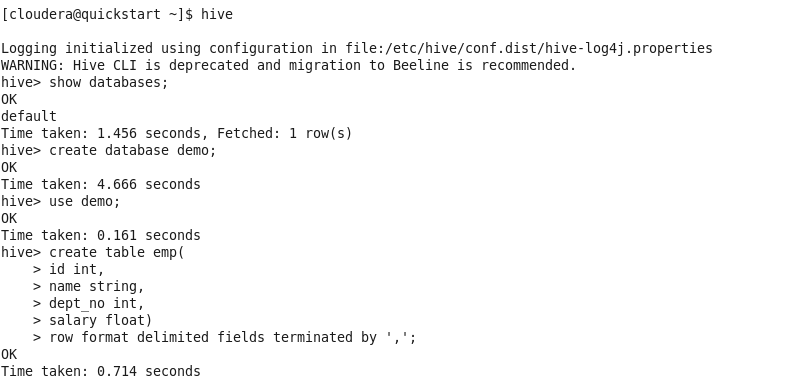 [cloudera@quickstart ~]$ hive
Logging initialized using configuration in file:/etc/hive/conf.dist/hive-log4j.properties
WARNING: Hive CLI is deprecated and migration to Beeline is recommended.
hive> show databases;
OK
default
Time taken: 1.456 seconds, Fetched: 1 row(s)
hive> create database demo;
OK
Time taken: 4.666 seconds
hive> use demo;
OK
Time taken: 0.161 seconds
hive> create table emp(
    > id int,
    > name string,
    > dept_no int,
    > salary float)
    > row format delimited fields terminated by ',';
OK
Time taken: 0.714 seconds